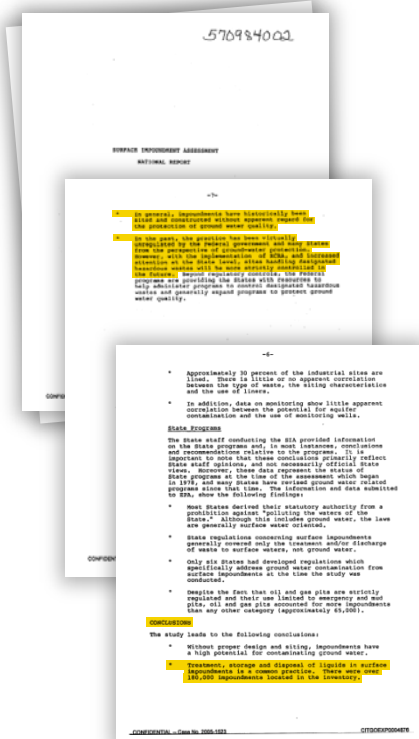 570984002
SURFACE IMPOUNDMENT ASSESSMENT
NATIONAL REPORT
-7-
* In general, impoundments have historically been
sited and constructed without apparent regard for
the protection of ground water quality.
* In the past, the practice has been virtually
unregulated by the Federal government and many States
from the perspective of ground-water protection.
However, with the implementation of RCRA, and increased
attention at the State level, sites handling designated
hazardous wastes will be more strictly controlled in
the future. Beyond regulatory controls, the Federal
programs are providing the States with resources to
help administer programs to control designated hazardous
wastes and generally expand programs to protect ground
water quality.
CONFID
CONFIDENT
-8-
* Approximately 30 percent of the industrial sites are
lined. There is little or no apparent correlation
between the type of waste, the siting characteristics
and the use of liners.
* In addition, data on monitoring show little apparent
correlation between the potential for aquifer
contamination and the use of monitoring wells.
State Programs
The State staff conducting the SIA provided information
on the State programs and, in most instances, conclusions
and recommendations relative to the programs. It is
important to note that these conclusions primarily reflect
State staff opinions, and not necessarily official State
views. Moreover, these data represent the status of
State programs at the time of the assessment which began
in 1978, and many States have revised ground water related
programs since that time. The information and data submitted
to EPA, show the following findings:
* Most States derived their statutory authority from a
prohibition against "polluting the waters of the
State." Although this includes ground water, the laws
are generally surface water oriented.
* State regulations concerning surface impoundments
generally covered only the treatment and/or discharge
of waste to surface waters, not ground water.
* Only six States had developed regulations which
specifically address ground water contamination from
surface impoundments at the time the study was
conducted.
* Despite the fact that oil and gas pits are strictly
regulated and their use limited to emergency and mud
pits, oil and gas pits accounted for more impoundments
than any other category (approximately 65,000).
CONCLUSIONS
The study leads to the following conclusions:
* Without proper design and siting, impoundments have
a high potential for contaminating ground water.
* Treatment, storage and disposal of liquids in surface
impoundments is a common practice. There were over
180,000 impoundments located in the inventory.
CONFIDENTIAL -- Case No.